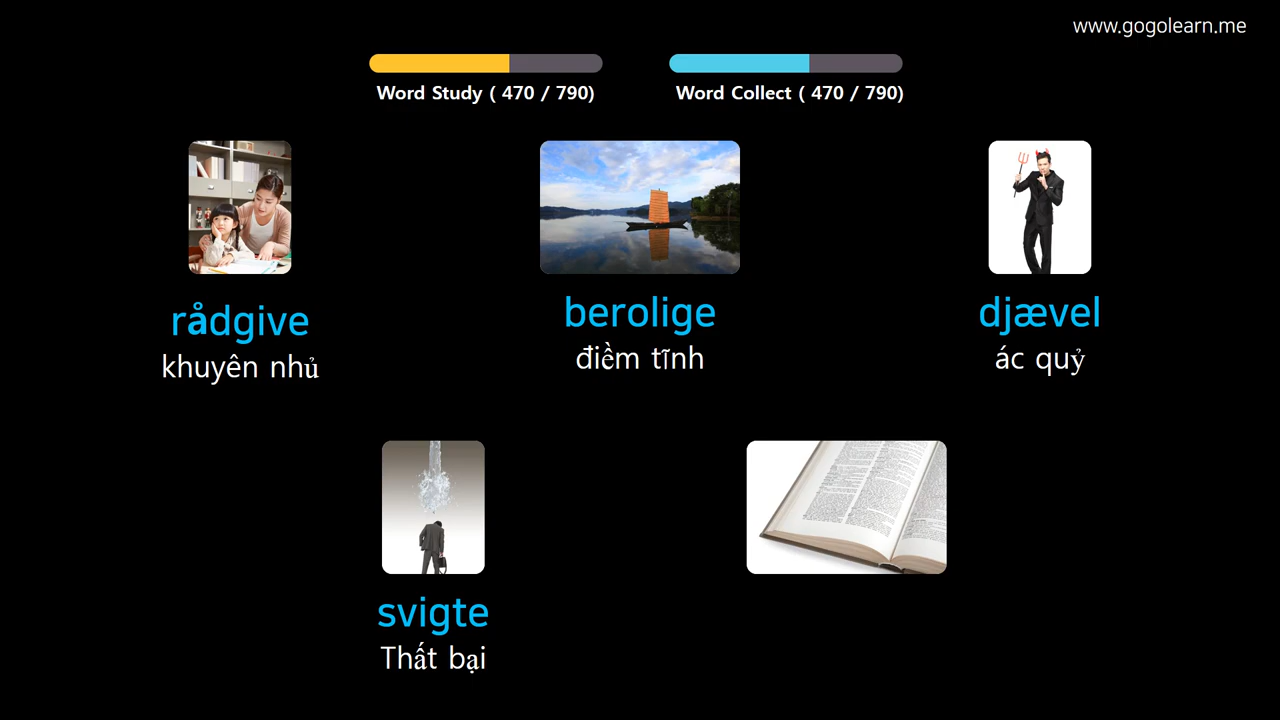 www.gogolearn.me
Word Study ( 470 / 790)
Word Collect ( 470 / 790)
rådgive
khuyên nhủ
berolige
điềm tĩnh
djævel
ác quỷ
svigte
Thất bại